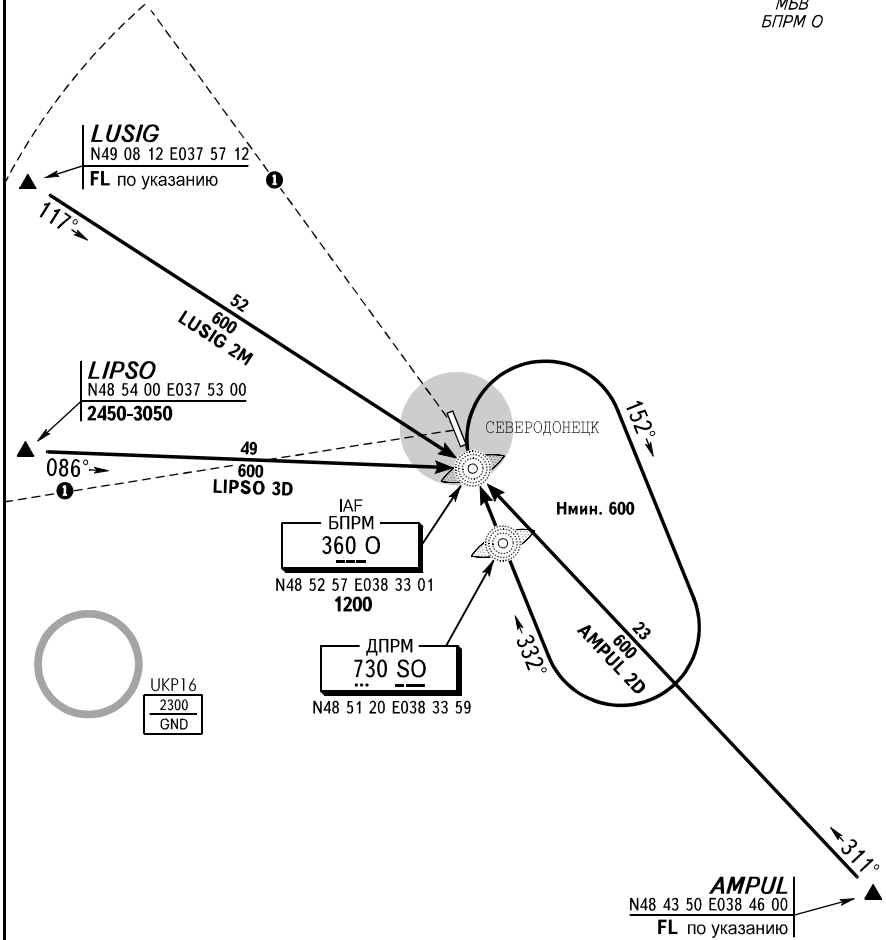 МБВ
БПРМ О
LUSIG
N49 08 12 E037 57 12
FL по указанию
1
117°
52
600
LUSIG 2M
LIPSO
N48 54 00 E037 53 00
2450-3050
152°
СЕВЕРОДОНЕЦК
49
086°
600
LIPSO 3D
1
IAF
БПРМ
360 O
N48 52 57 E038 33 01
1200
Нмин. 600
23
600
AMPUL 2D
332°
ДПРМ
730 SO
N48 51 20 E038 33 59
UKP16
2300
GND
311°
AMPUL
N48 43 50 E038 46 00
FL по указанию